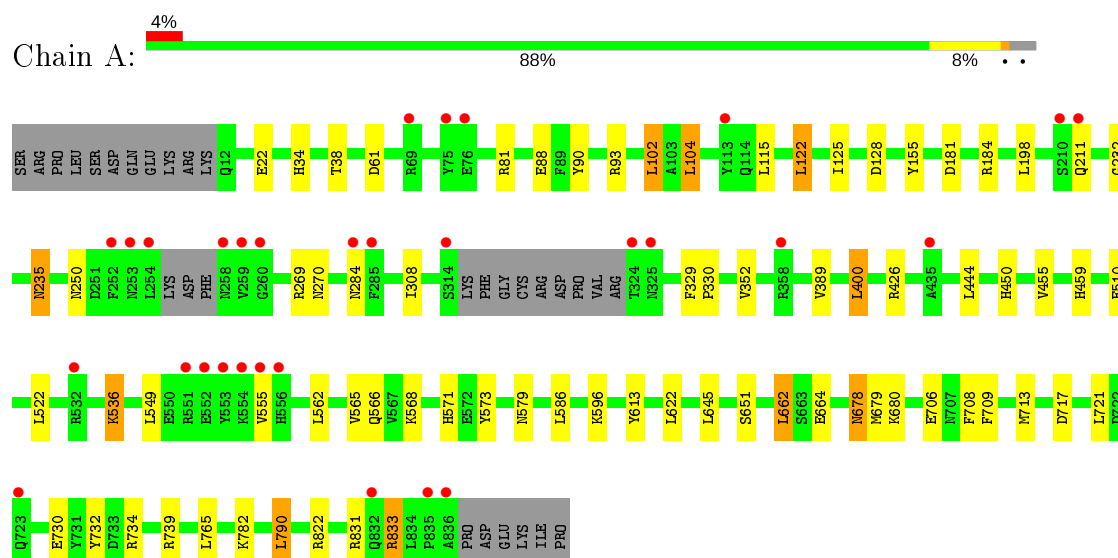 4%
Chain A:
88% 8% • •
SER ARG PRO LEU SER ASP GLN GLU LYS ARG LYS Q12 E22 H34 T38 D61 R69 Y75 E76 R81 E88 F89 Y90 R93 L102 A103 L104 Y113 Q114 L115 L122 I125 D128 Y155 D181 R184 L198 S210 Q211
N235 N250 D251 F252 N253 L254 LYS ASP PHE N258 V259 G260 R269 N270 N284 F285 I308 S314 LYS PHE GLY CYS ARG ASP PRO VAL ARG T324 N325 F329 P330 V352 R358 V389 L400 R426 A435 L444 H450 V455 H459
L522 R532 K536 L549 E550 R551 E552 Y553 K554 V555 H556 L562 V565 Q566 V567 K568 H571 E572 Y573 N579 L586 K596 Y613 L622 L645 S651 L662 S663 E664 N678 M679 K680 E706 N707 F708 F709 M713 D717 L721
Q723 E730 Y731 Y732 D733 R734 R739 L765 K782 L790 R822 R831 Q832 R833 L834 P835 A836 PRO ASP GLU LYS ILE PRO